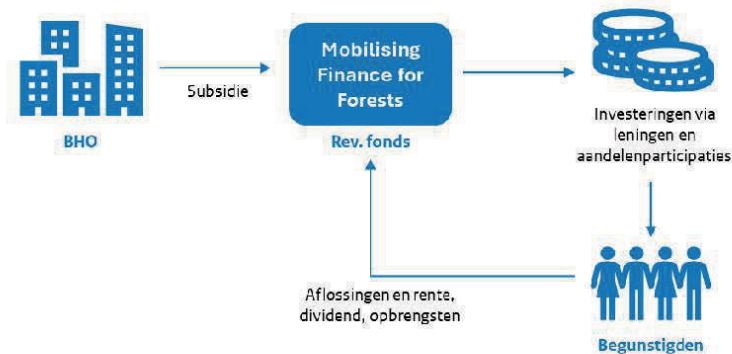 BHO
Subsidie
Mobilising
Finance for
Forests
Rev. fonds
Investeringen via
leningen en
aandelenparticipaties
Aflossingen en rente,
dividend, opbrengsten
Begunstigden